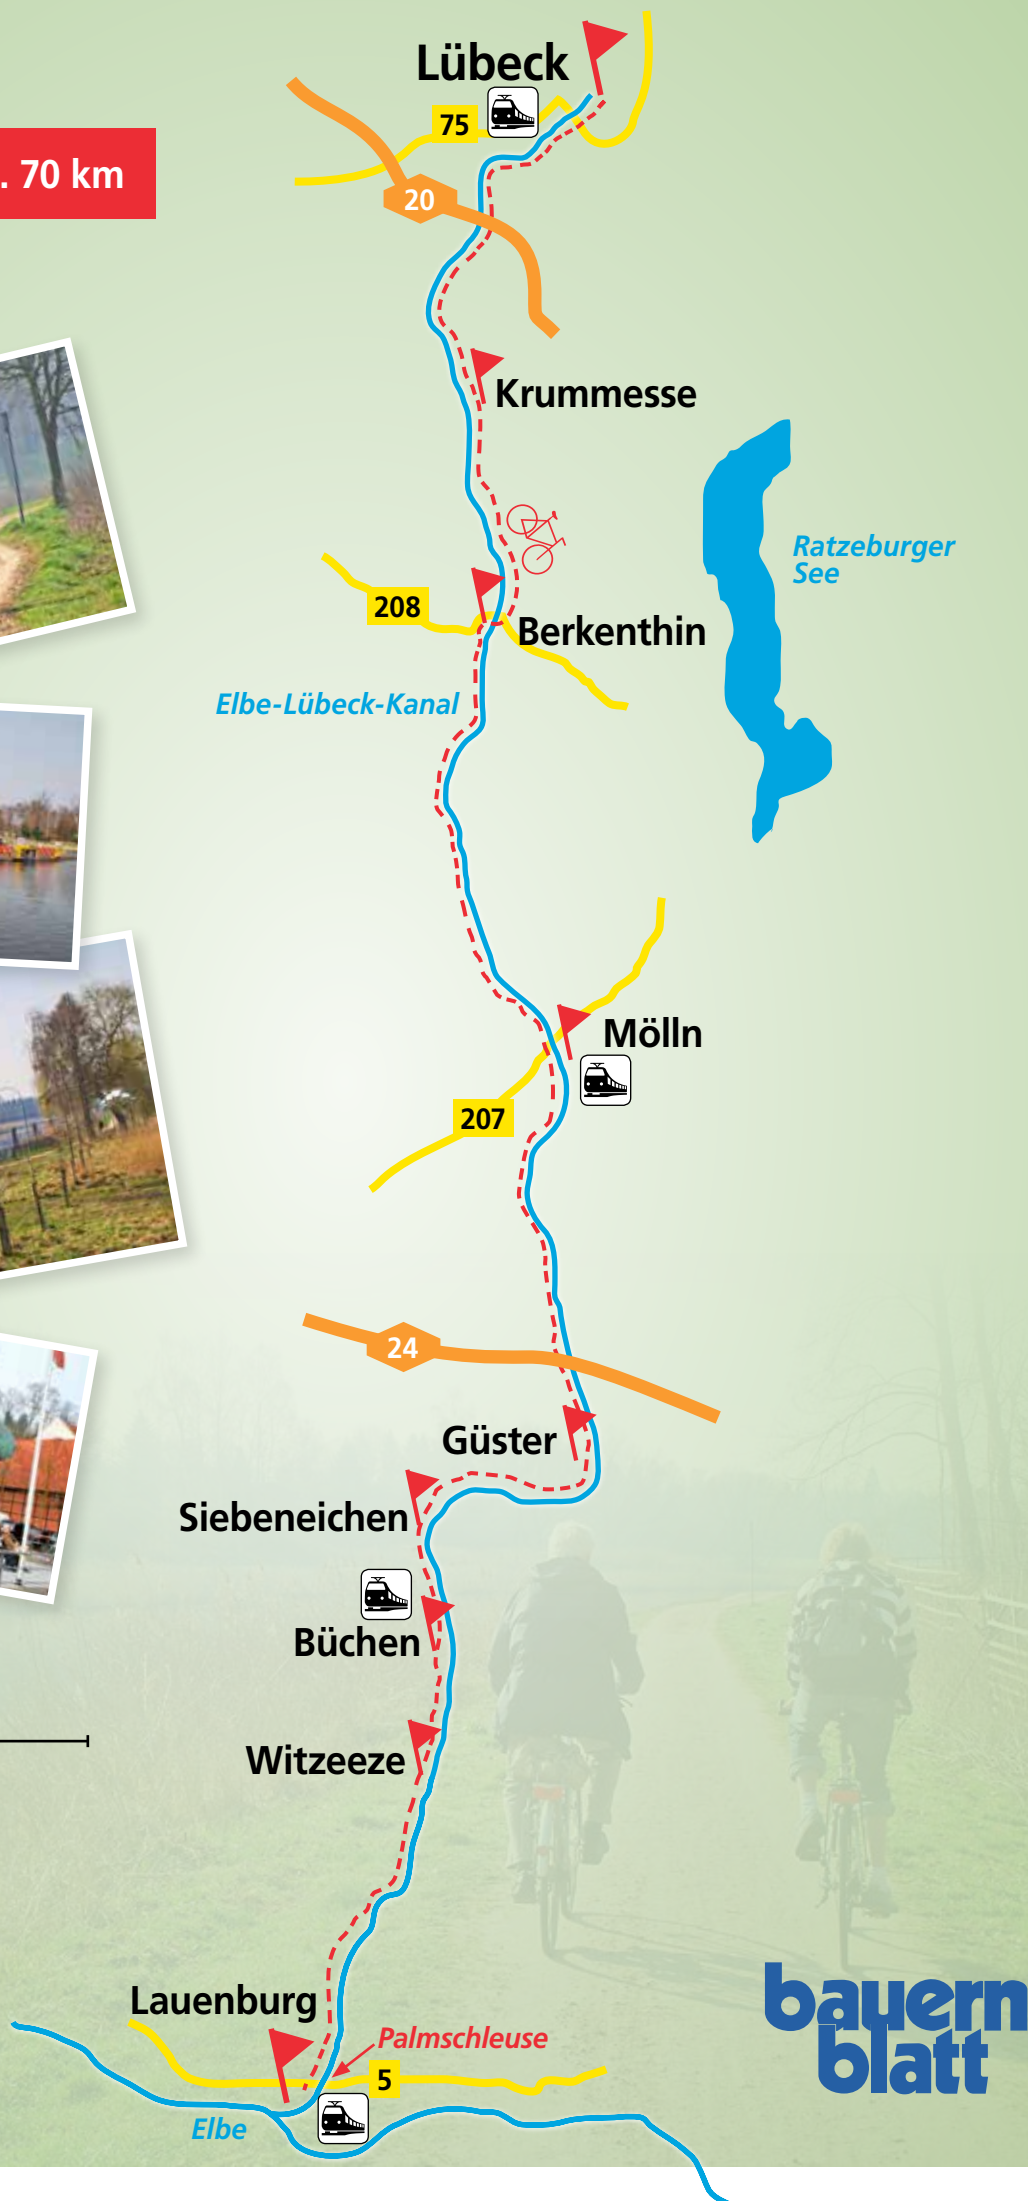 Lübeck
75
. 70 km
20
Krummesse
Ratzeburger
See
208
Berkenthin
Elbe-Lübeck-Kanal
Mölln
207
24
Güster
Siebeneichen
Büchen
Witzeeze
Lauenburg
Palmschleuse
5
Elbe
bauern
blatt